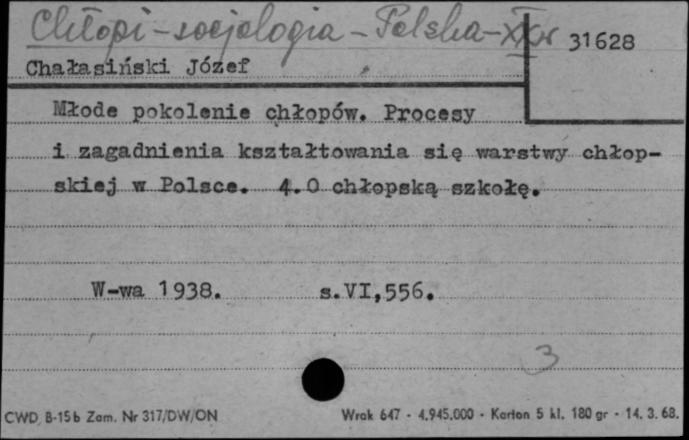 Chłopi - socjologia - Polska - XX w
31628
Chałasiński Józef
Młode pokolenie chłopów. Procesy
i zagadnienia kształtowania się warstwy chłop-
skiej w Polsce. 4.O chłopską szkołę.
W-wa 1938. s.VI,556.
3
CWD B-15b Zam. Nr 317/DW/ON Wrak 647 - 4.945.000 - Karton 5 kl. 180 gr - 14. 3. 68.